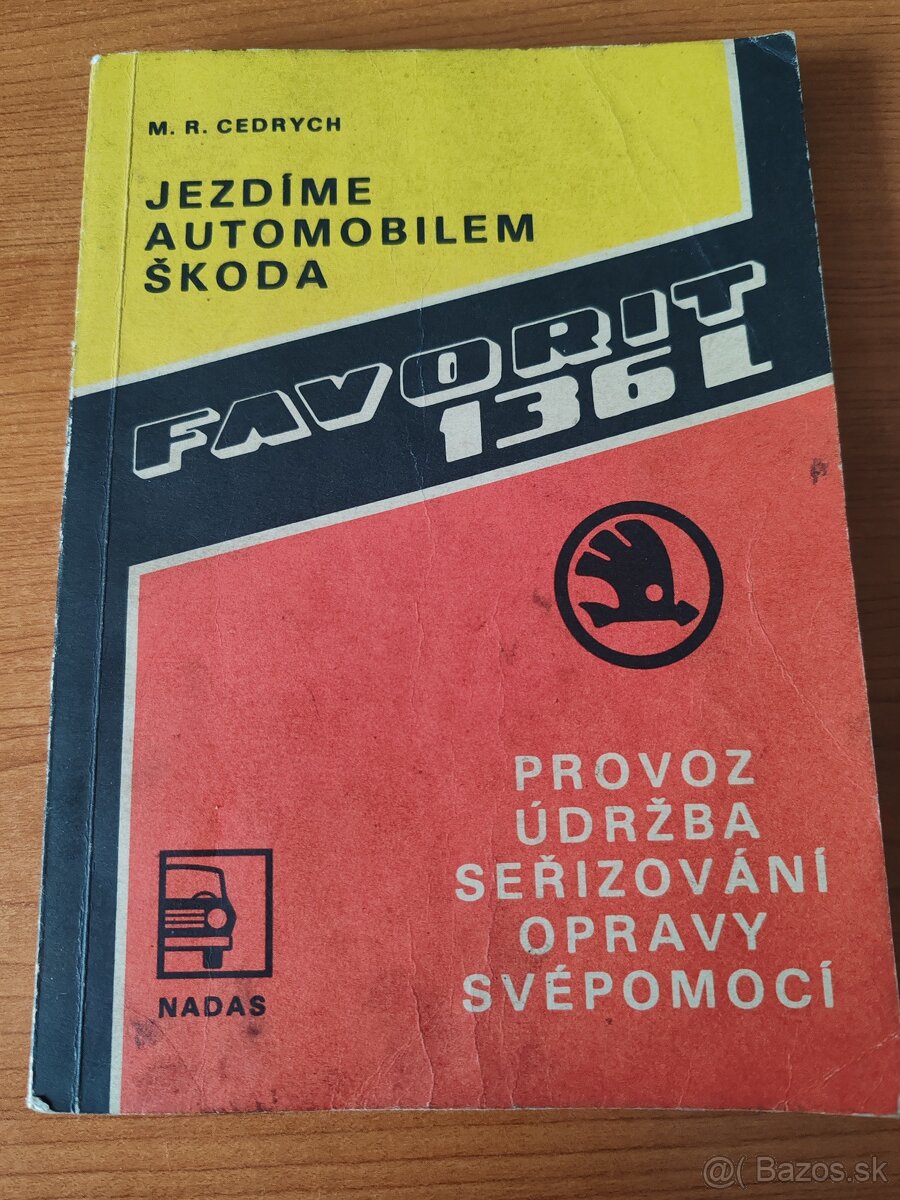 M. R. CEDRYCH
JEZDÍME
AUTOMOBILEM
ŠKODA
FAVORIT
136 L
PROVOZ
ÚDRŽBA
SEŘIZOVÁNÍ
OPRAVY
SVÉPOMOCÍ
NADAS
@( Bazos.sk